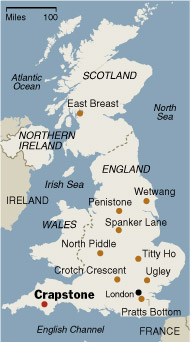 Miles 100
SCOTLAND
Atlantic
Ocean
North
Sea
East Breast
NORTHERN
IRELAND
ENGLAND
Irish Sea
IRELAND
Wetwang
Penistone
WALES
Spanker Lane
North Piddle
Titty Ho
Crotch Crescent
Ugley
Crapstone
London
Pratts Bottom
English Channel
FRANCE